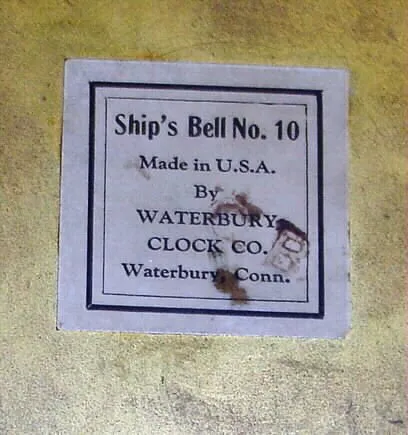 Ship's Bell No. 10
Made in U.S.A.
By
WATERBURY
CLOCK CO.
Waterbury, Conn.